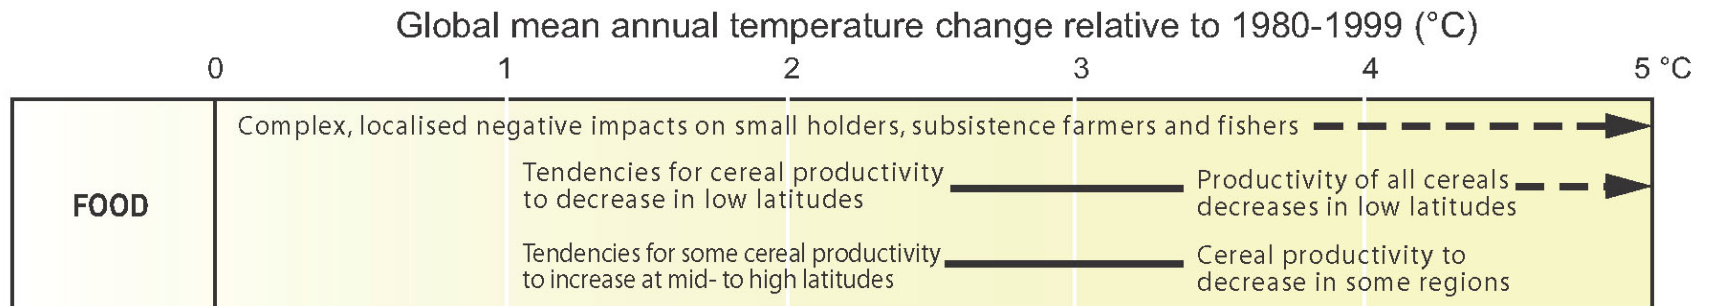 Global mean annual temperature change relative to 1980-1999 (°C)
0 1 2 3 4 5 °C
FOOD
Complex, localised negative impacts on small holders, subsistence farmers and fishers
Tendencies for cereal productivity
to decrease in low latitudes
Productivity of all cereals
decreases in low latitudes
Tendencies for some cereal productivity
to increase at mid- to high latitudes
Cereal productivity to
decrease in some regions